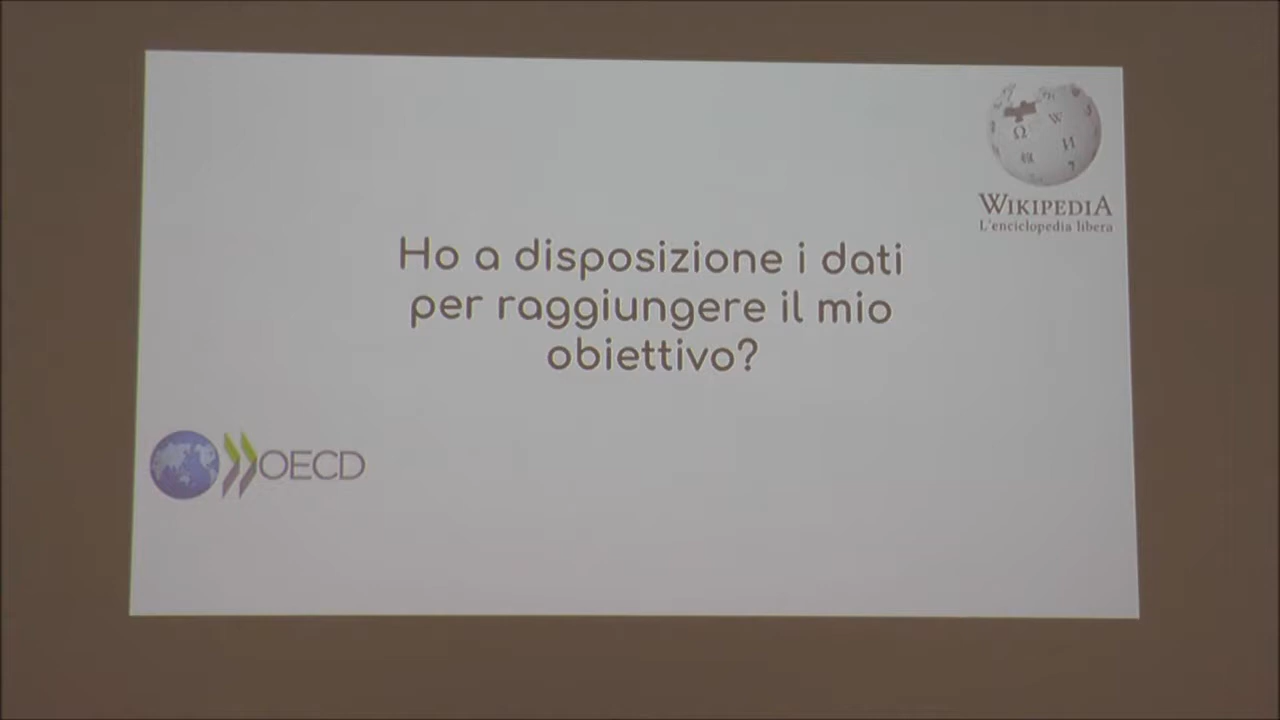 WIKIPEDIA
L'enciclopedia libera
Ho a disposizione i dati
per raggiungere il mio
obiettivo?
OECD